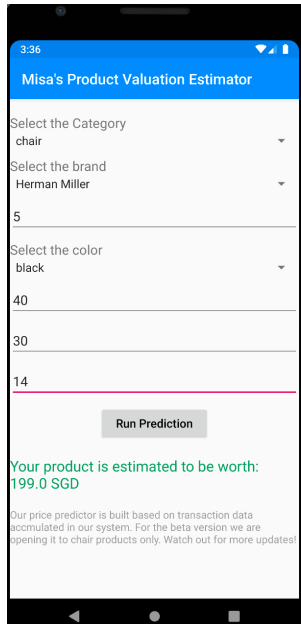 3:36
Misa's Product Valuation Estimator
Select the Category
chair
Select the brand
Herman Miller
5
Select the color
black
40
30
14
Run Prediction
Your product is estimated to be worth:
199.0 SGD
Our price predictor is built based on transaction data
accmulated in our system. For the beta version we are
opening it to chair products only. Watch out for more updates!